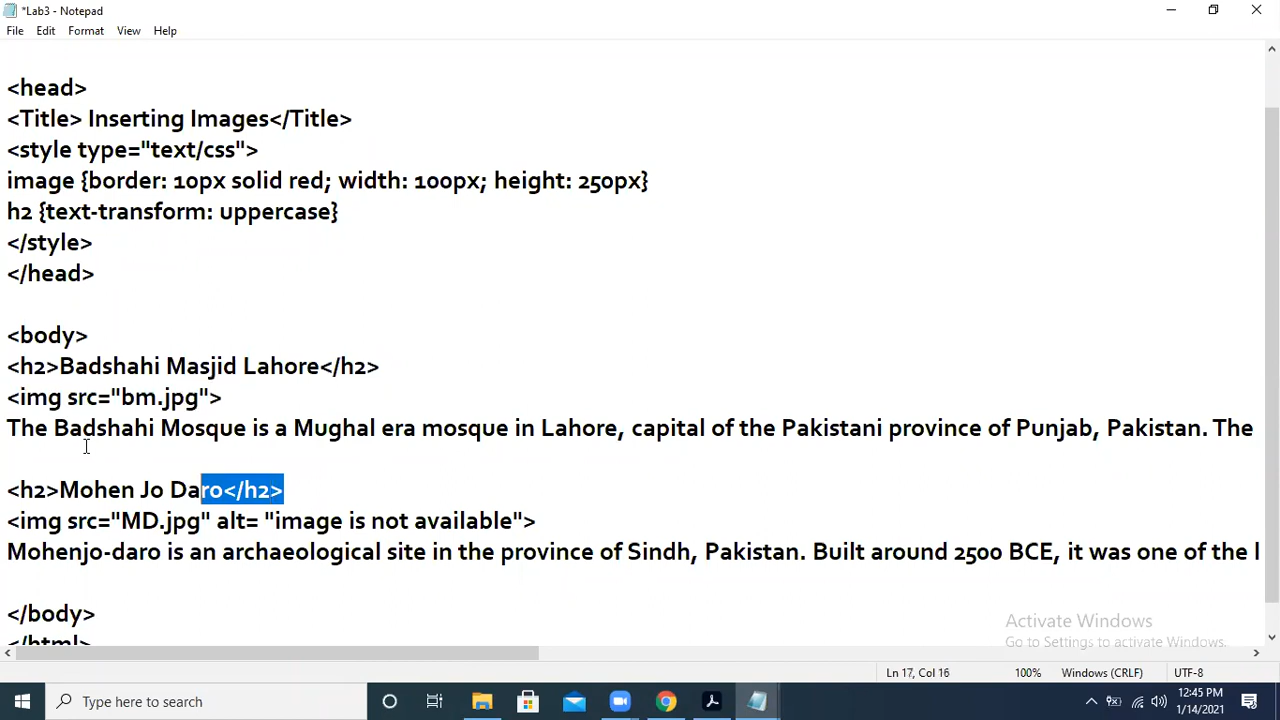 *Lab3 - Notepad
File Edit Format View Help
<head>
<Title> Inserting Images</Title>
<style type="text/css">
image {border: 10px solid red; width: 100px; height: 250px}
h2 {text-transform: uppercase}
</style>
</head>
<body>
<h2>Badshahi Masjid Lahore</h2>
<img src="bm.jpg">
The Badshahi Mosque is a Mughal era mosque in Lahore, capital of the Pakistani province of Punjab, Pakistan. The
<h2>Mohen Jo Daro</h2>
<img src="MD.jpg" alt= "image is not available">
Mohenjo-daro is an archaeological site in the province of Sindh, Pakistan. Built around 2500 BCE, it was one of the l
</body>
</html>
Activate Windows
Go to Settings to activate Windows.
Ln 17, Col 16 100% Windows (CRLF) UTF-8
Type here to search
12:45 PM
1/14/2021